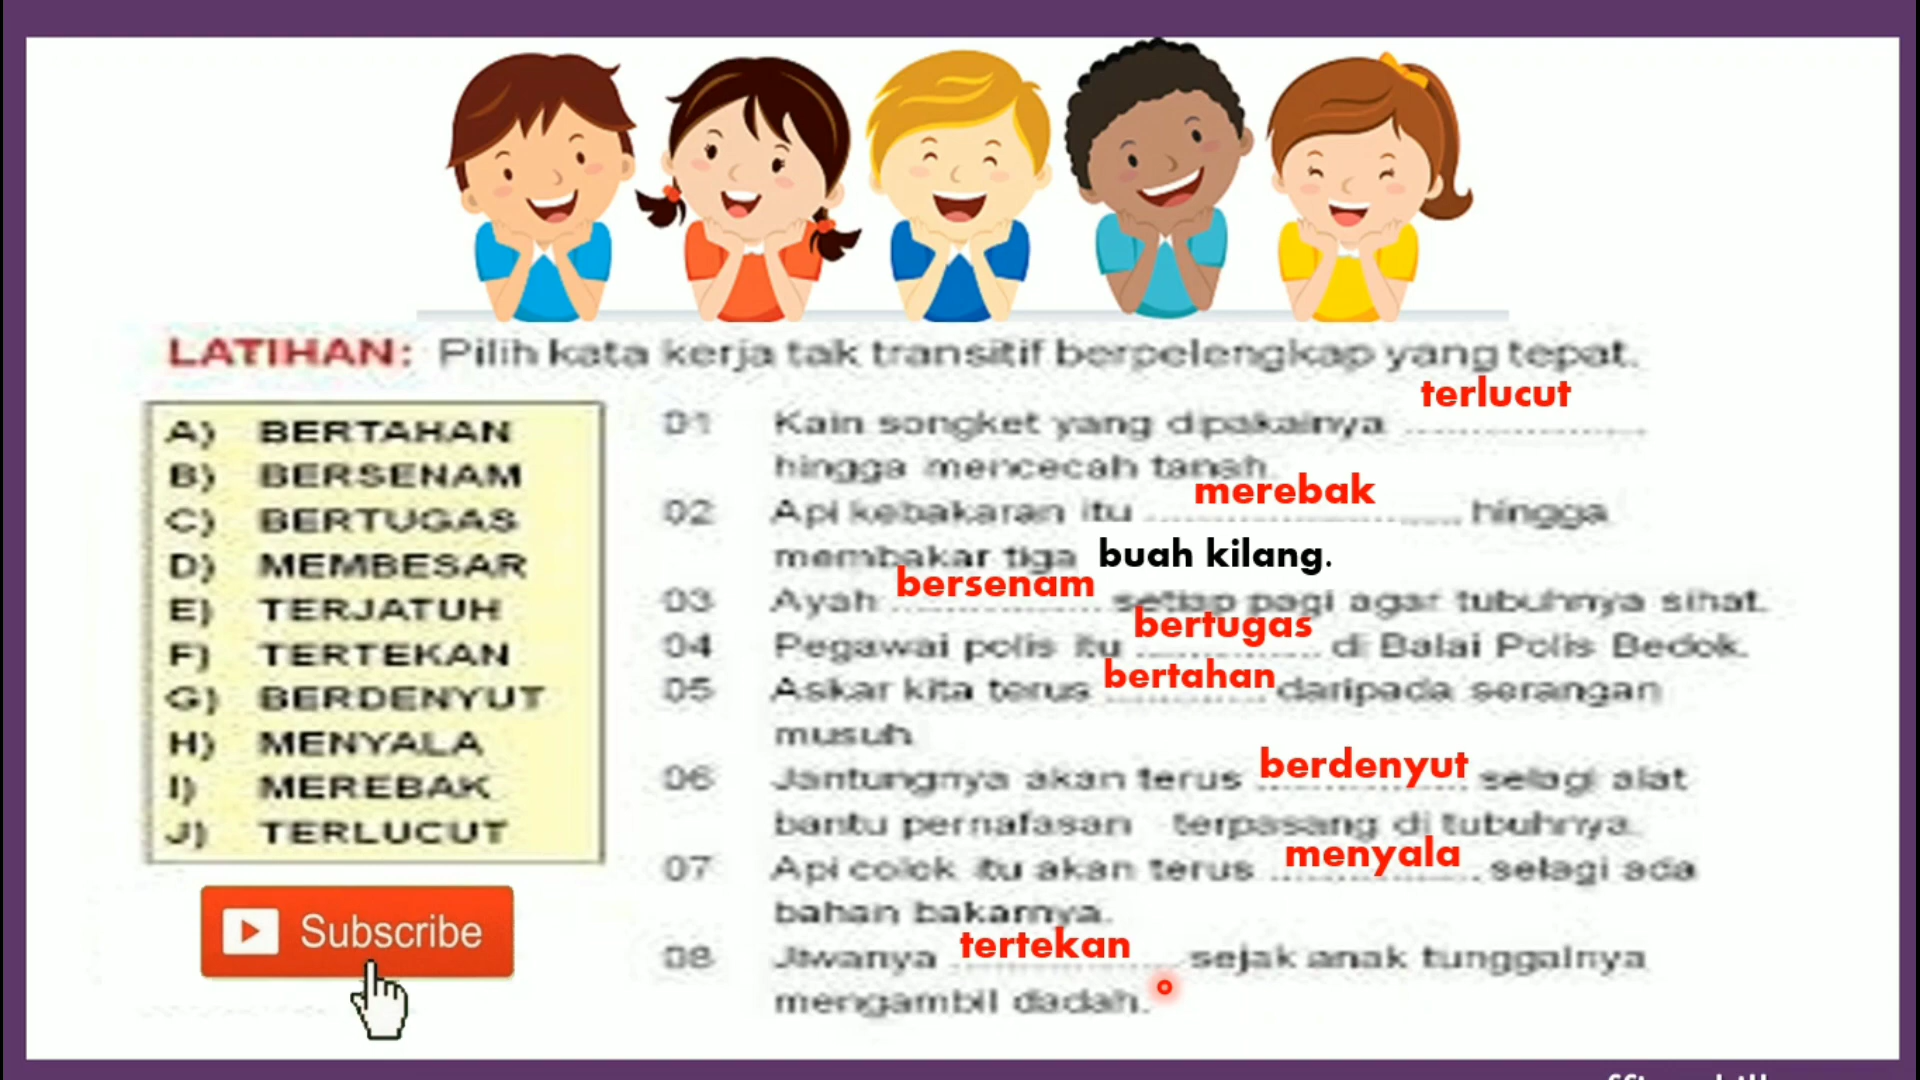 LATIHAN: Pilih kata kerja tak transitif berpelengkap yang tepat.
A) BERTAHAN
B) BERSENAM
C) BERTUGAS
D) MEMBESAR
E) TERJATUH
F) TERTEKAN
G) BERDENYUT
H) MENYALA
I) MEREBAK
J) TERLUCUT
Subscribe
01 Kain songket yang dipakainya terlucut
hingga mencecah tanah.
02 Api kebakaran itu merebak hingga
membakar tiga buah kilang.
03 Ayah bersenam setiap pagi agar tubuhnya sihat.
04 Pegawai polis itu bertugas di Balai Polis Bedok.
05 Askar kita terus bertahan daripada serangan
musuh.
06 Jantungnya akan terus berdenyut selagi alat
bantu pernafasan terpasang di tubuhnya.
07 Api colok itu akan terus menyala selagi ada
bahan bakarnya.
08 Jiwanya tertekan sejak anak tunggalnya
mengambil dadah.